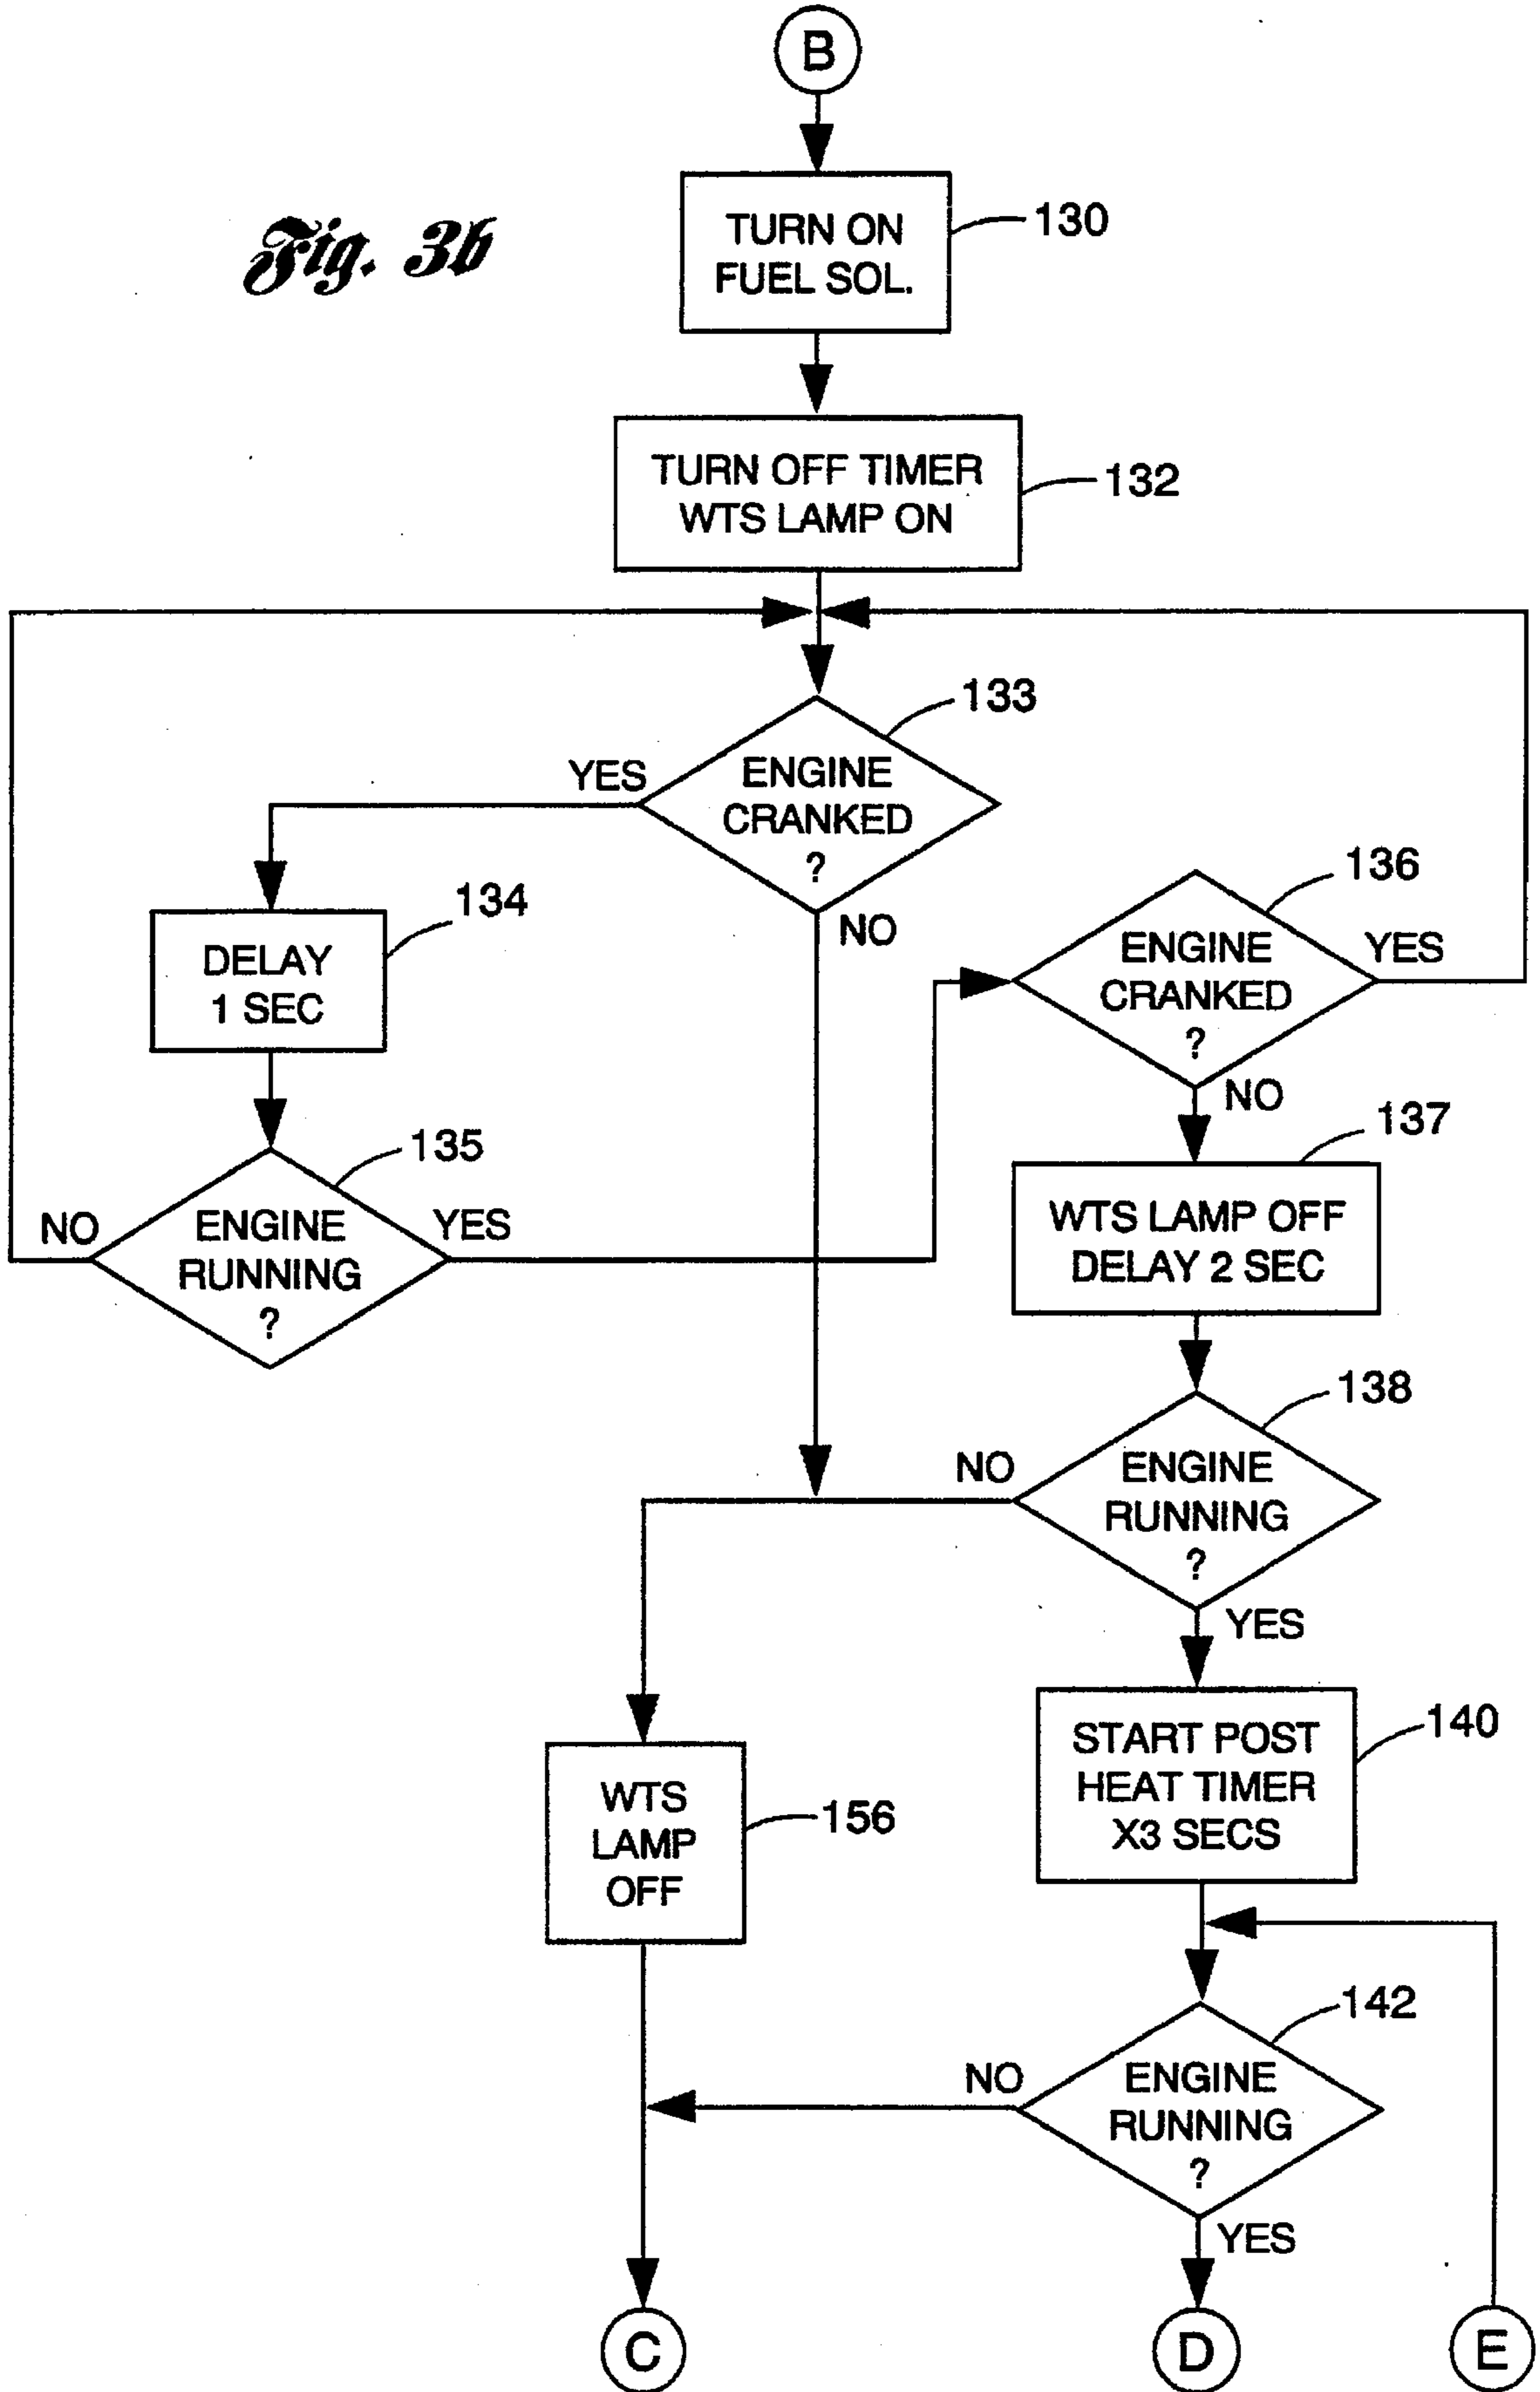 B
Fig. 3b
TURN ON
FUEL SOL.
130
TURN OFF TIMER
WTS LAMP ON
132
133
YES
ENGINE
CRANKED
?
NO
134
DELAY
1 SEC
136
ENGINE
CRANKED
?
YES
NO
135
NO
ENGINE
RUNNING
?
YES
137
WTS LAMP OFF
DELAY 2 SEC
138
NO
ENGINE
RUNNING
?
YES
WTS
LAMP
OFF
156
START POST
HEAT TIMER
X3 SECS
140
142
NO
ENGINE
RUNNING
?
YES
C
D
E